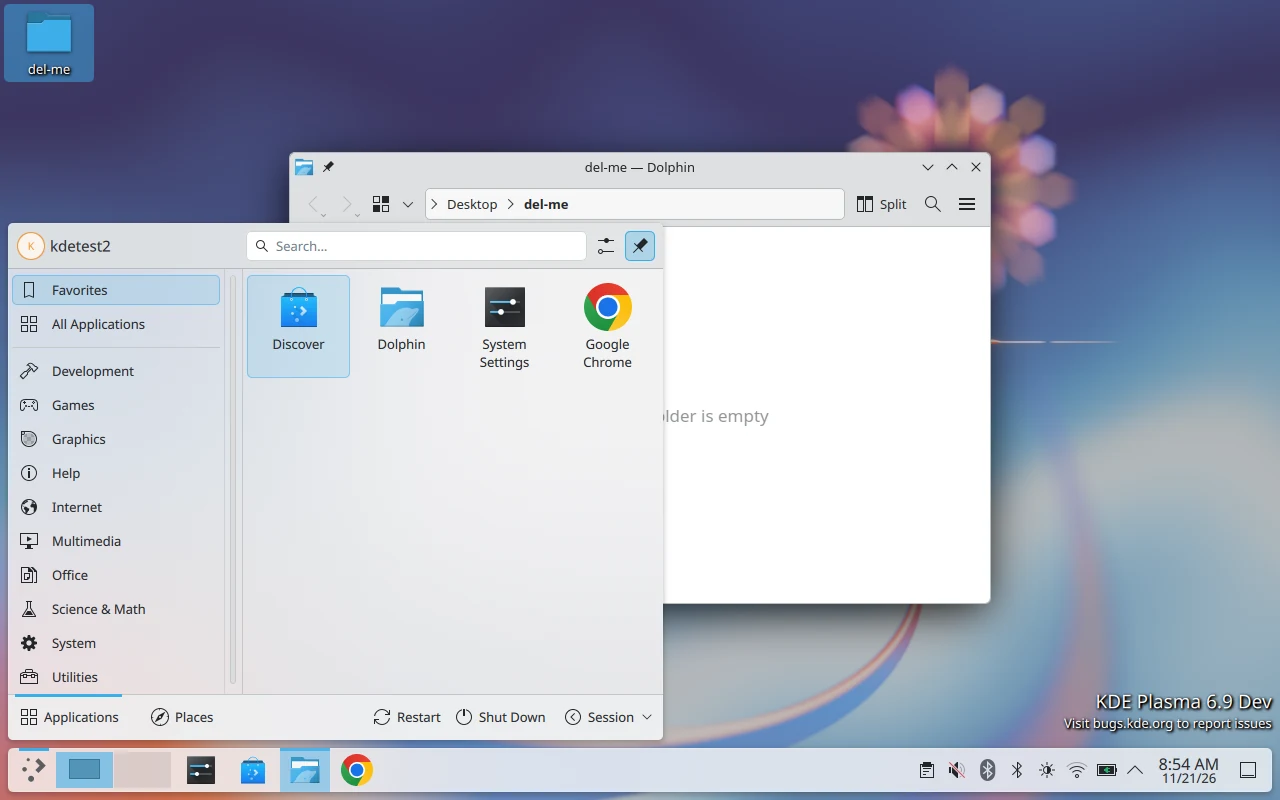 del-me
del-me — Dolphin
Desktop
del-me
Split
older is empty
K
kdetest2
Search...
Favorites
All Applications
Development
Games
Graphics
Help
Internet
Multimedia
Office
Science & Math
System
Utilities
Discover
Dolphin
System
Settings
Google
Chrome
Applications
Places
Restart
Shut Down
Session
KDE Plasma 6.9 Dev
Visit bugs.kde.org to report issues
8:54 AM
11/21/26